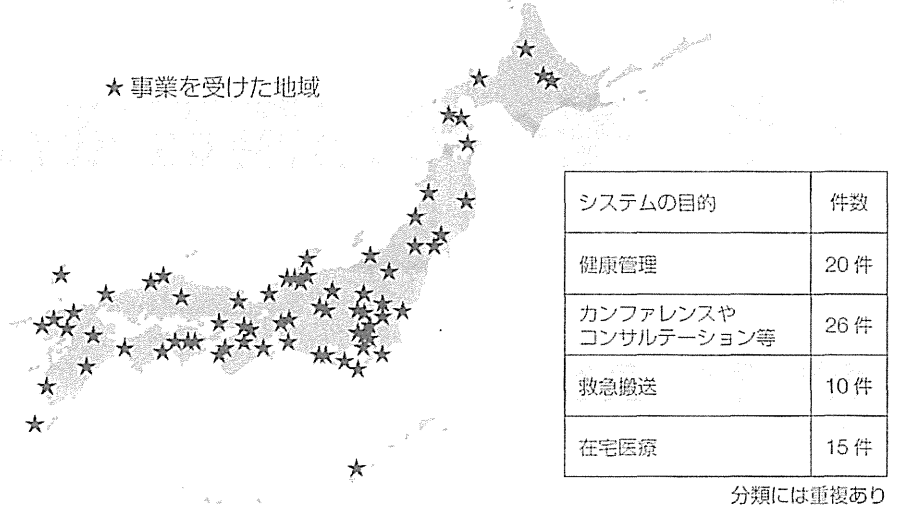 ★事業を受けた地域
システムの目的 件数
健康管理 20件
カンファレンスや
コンサルテーション等 26件
救急搬送 10件
在宅医療 15件
分類には重複あり